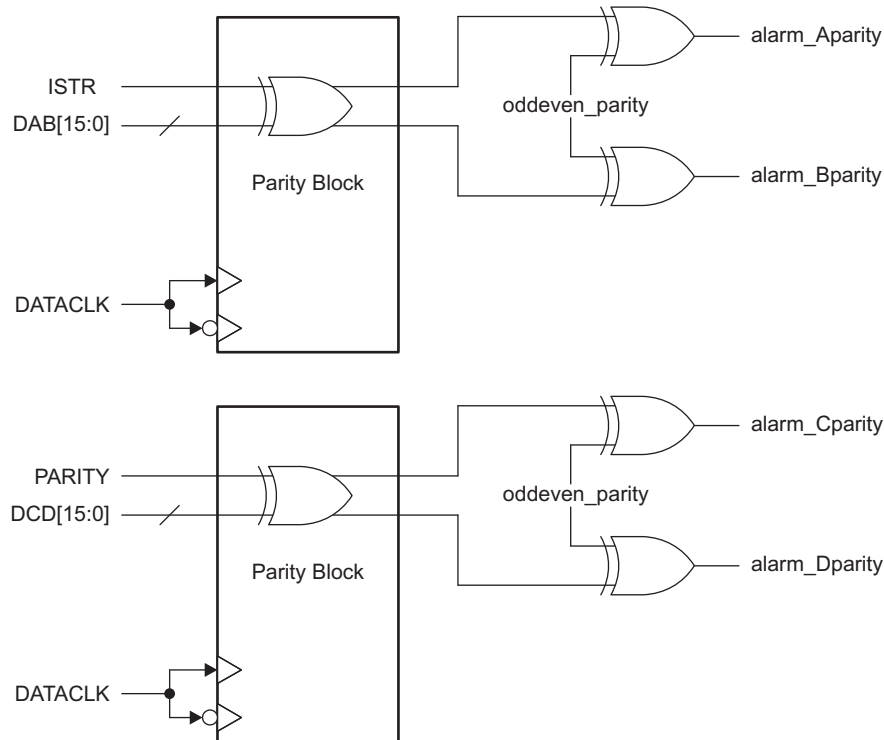 alarm_Aparity
ISTR
oddeven_parity
DAB[15:0]
Parity Block
alarm_Bparity
DATACLK
alarm_Cparity
PARITY
oddeven_parity
DCD[15:0]
Parity Block
alarm_Dparity
DATACLK